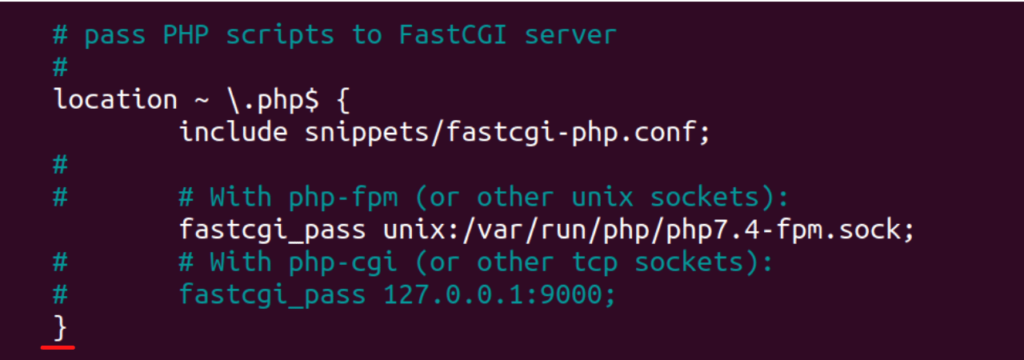 # pass PHP scripts to FastCGI server
#
location ~ \.php$ {
        include snippets/fastcgi-php.conf;
#
#       # With php-fpm (or other unix sockets):
        fastcgi_pass unix:/var/run/php/php7.4-fpm.sock;
#       # With php-cgi (or other tcp sockets):
#       fastcgi_pass 127.0.0.1:9000;
}